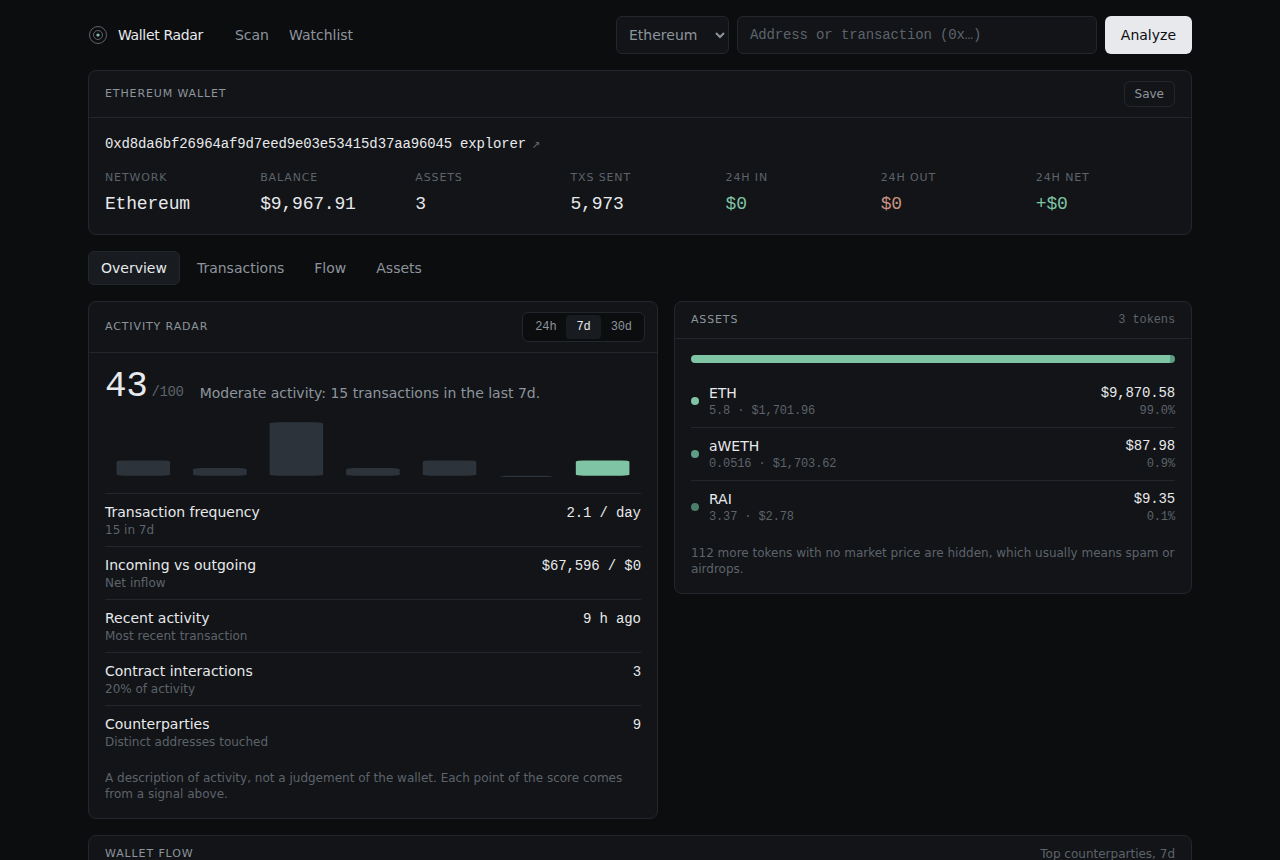 Wallet Radar Scan Watchlist Ethereum Address or transaction (0x…) Analyze
ETHEREUM WALLET Save
0xd8da6bf26964af9d7eed9e03e53415d37aa96045 explorer ↗
NETWORK BALANCE ASSETS TXS SENT 24H IN 24H OUT 24H NET
Ethereum $9,967.91 3 5,973 $0 $0 +$0
Overview Transactions Flow Assets
ACTIVITY RADAR 24h 7d 30d
43 /100 Moderate activity: 15 transactions in the last 7d.
Transaction frequency 2.1 / day
15 in 7d
Incoming vs outgoing $67,596 / $0
Net inflow
Recent activity 9 h ago
Most recent transaction
Contract interactions 3
20% of activity
Counterparties 9
Distinct addresses touched
A description of activity, not a judgement of the wallet. Each point of the score comes
from a signal above.
ASSETS 3 tokens
ETH $9,870.58
5.8 · $1,701.96 99.0%
aWETH $87.98
0.0516 · $1,703.62 0.9%
RAI $9.35
3.37 · $2.78 0.1%
112 more tokens with no market price are hidden, which usually means spam or
airdrops.
WALLET FLOW Top counterparties, 7d